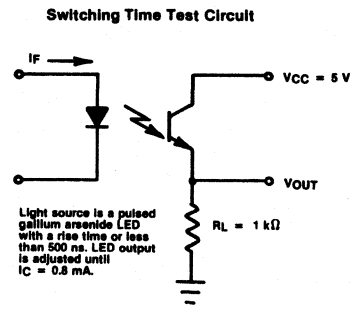 Switching Time Test Circuit
IF
VCC = 5 V
VOUT
RL = 1 kΩ
Light source is a pulsed
gallium arsenide LED
with a rise time or less
than 500 ns. LED output
is adjusted until
IC = 0.8 mA.